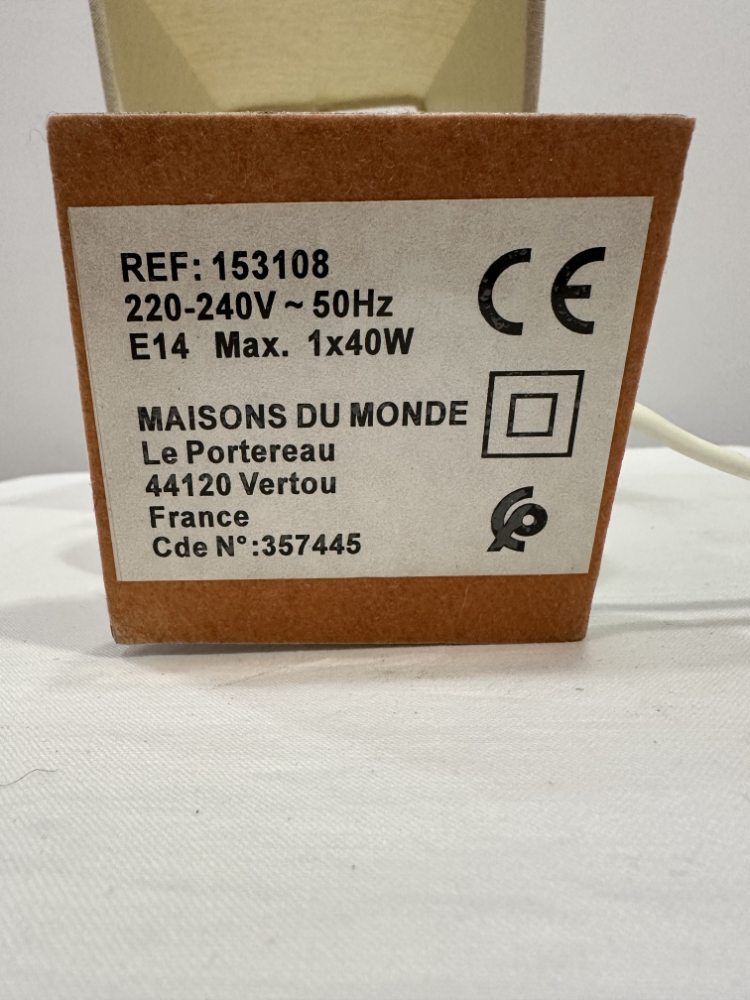 REF: 153108
220-240V ~ 50Hz
E14 Max. 1x40W
MAISONS DU MONDE
Le Portereau
44120 Vertou
France
Cde N°:357445
CE